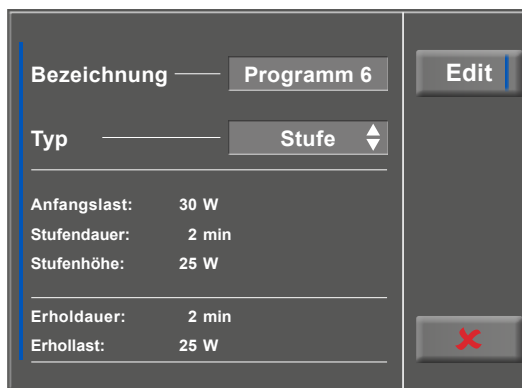 Bezeichnung Programm 6
Edit
Typ Stufe
Anfangslast: 30 W
Stufendauer: 2 min
Stufenhöhe: 25 W
Erholdauer: 2 min
Erhollast: 25 W